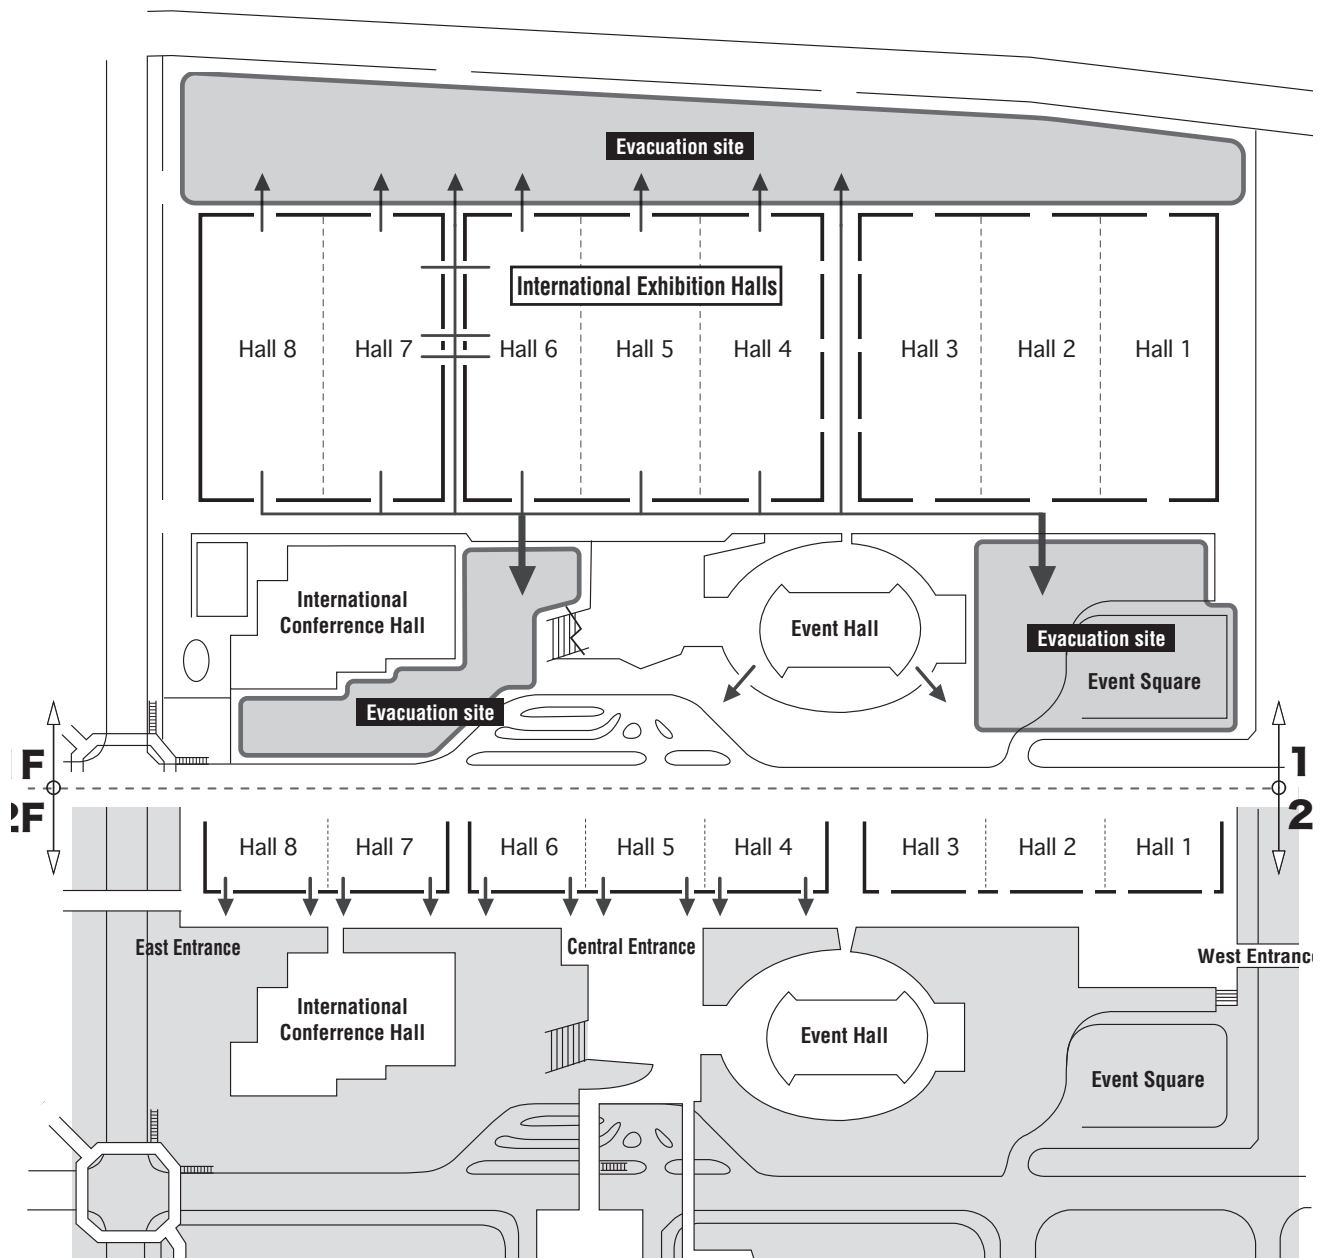 Evacuation site
International Exhibition Halls
Hall 8 Hall 7 Hall 6 Hall 5 Hall 4 Hall 3 Hall 2 Hall 1
International
Conferrence Hall
Event Hall
Evacuation site
Event Square
Evacuation site
F 1
2F 2
Hall 8 Hall 7 Hall 6 Hall 5 Hall 4 Hall 3 Hall 2 Hall 1
East Entrance Central Entrance West Entranc
International
Conferrence Hall
Event Hall
Event Square